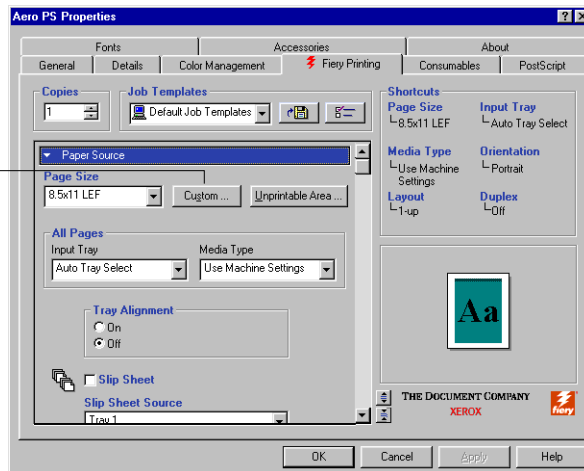 Aero PS Properties
Fonts Accessories About
General Details Color Management Fiery Printing Consumables PostScript
Copies
1
Job Templates
Default Job Templates
Paper Source
Page Size
8.5x11 LEF
Custom ...
Unprintable Area ...
All Pages
Input Tray
Auto Tray Select
Media Type
Use Machine Settings
Tray Alignment
On
Off
Slip Sheet
Slip Sheet Source
Tray 1
Shortcuts
Page Size
8.5x11 LEF
Input Tray
Auto Tray Select
Media Type
Use Machine
Settings
Orientation
Portrait
Layout
1-up
Duplex
Off
Aa
THE DOCUMENT COMPANY
XEROX
fiery
OK Cancel Apply Help